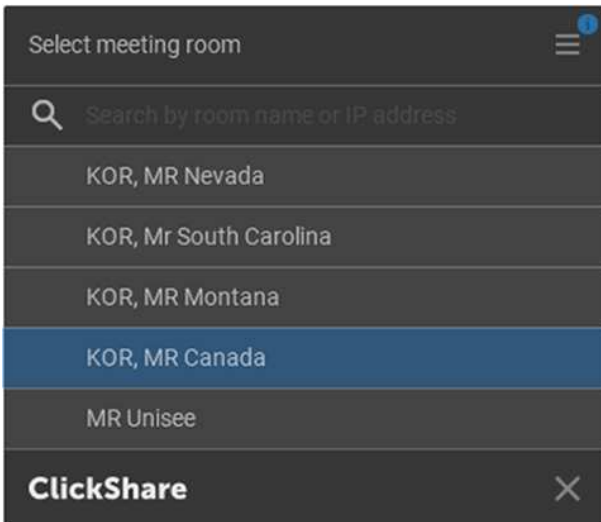 Select meeting room
Search by room name or IP address
KOR, MR Nevada
KOR, Mr South Carolina
KOR, MR Montana
KOR, MR Canada
MR Unisee
ClickShare